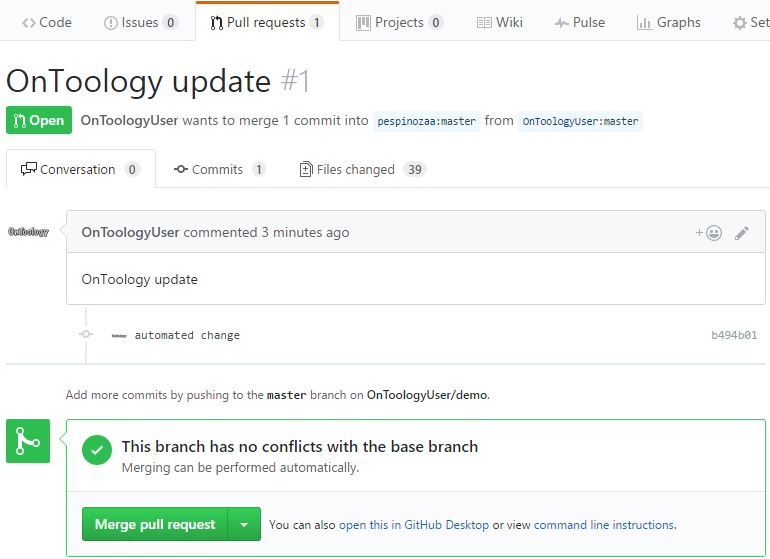 Code Issues 0 Pull requests 1 Projects 0 Wiki Pulse Graphs Set
OnToology update #1
Open OnToologyUser wants to merge 1 commit into pespinozaa:master from OnToologyUser:master
Conversation 0 Commits 1 Files changed 39
OnToology OnToologyUser commented 3 minutes ago
OnToology update
automated change b494b01
Add more commits by pushing to the master branch on OnToologyUser/demo.
This branch has no conflicts with the base branch
Merging can be performed automatically.
Merge pull request You can also open this in GitHub Desktop or view command line instructions.